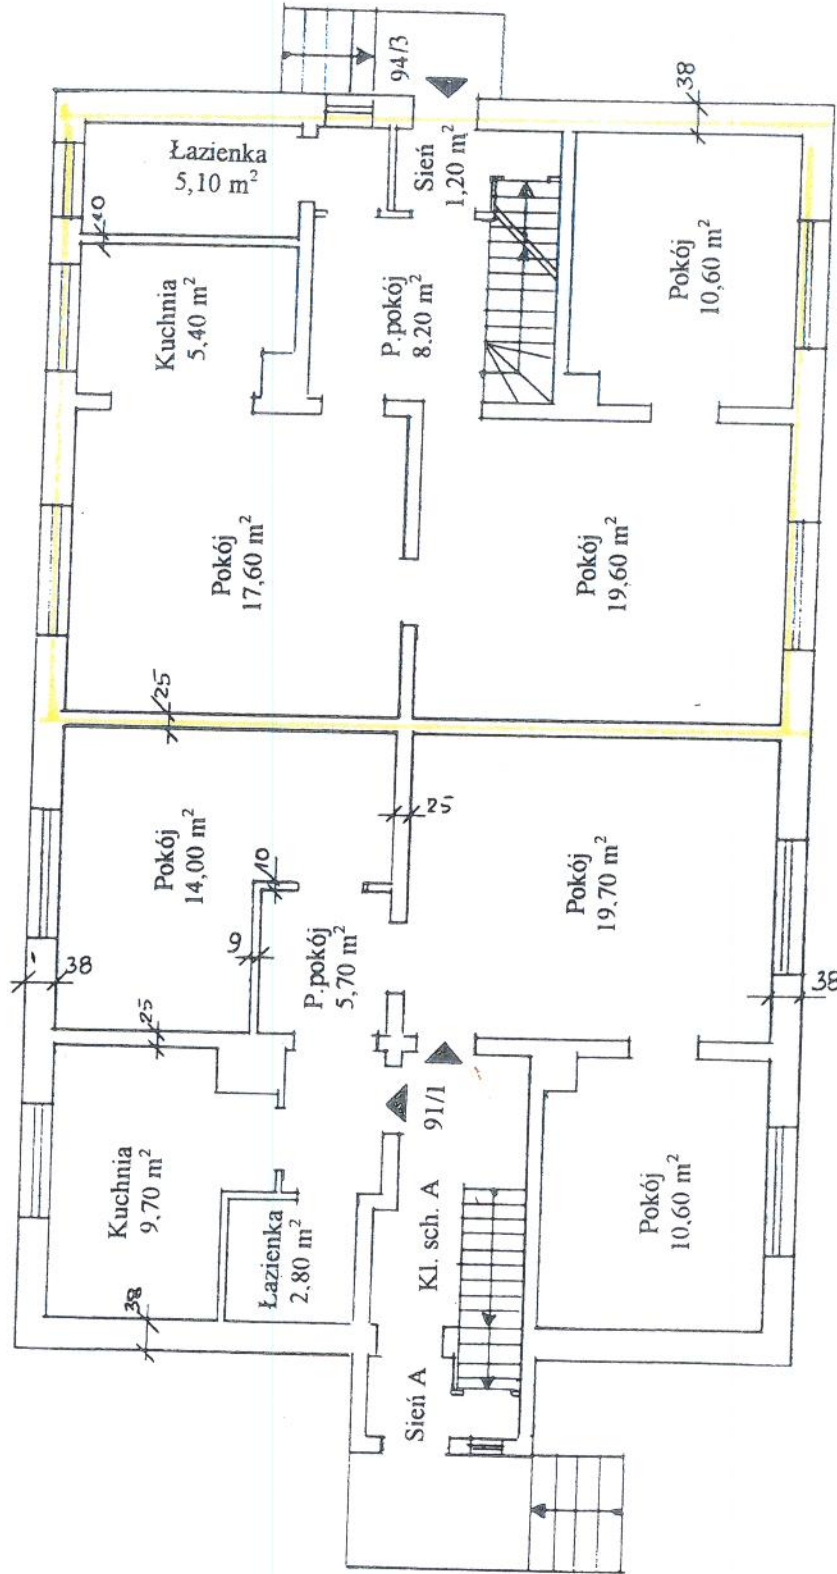 94/3
38
Łazienka
5,10 m²
Sień
1,20 m²
10
Kuchnia
5.40 m²
P.pokój
8.20 m²
Pokój
10,60 m²
Pokój
17,60 m²
Pokój
19,60 m²
25
Pokój
14,00 m²
25
10
9
P.pokój
5,70 m²
Pokój
19.70 m²
38
38
25
91/1
Kuchnia
9,70 m²
Łazienka
2,80 m²
Kl. sch. A
Pokój
10,60 m²
38
Sień A